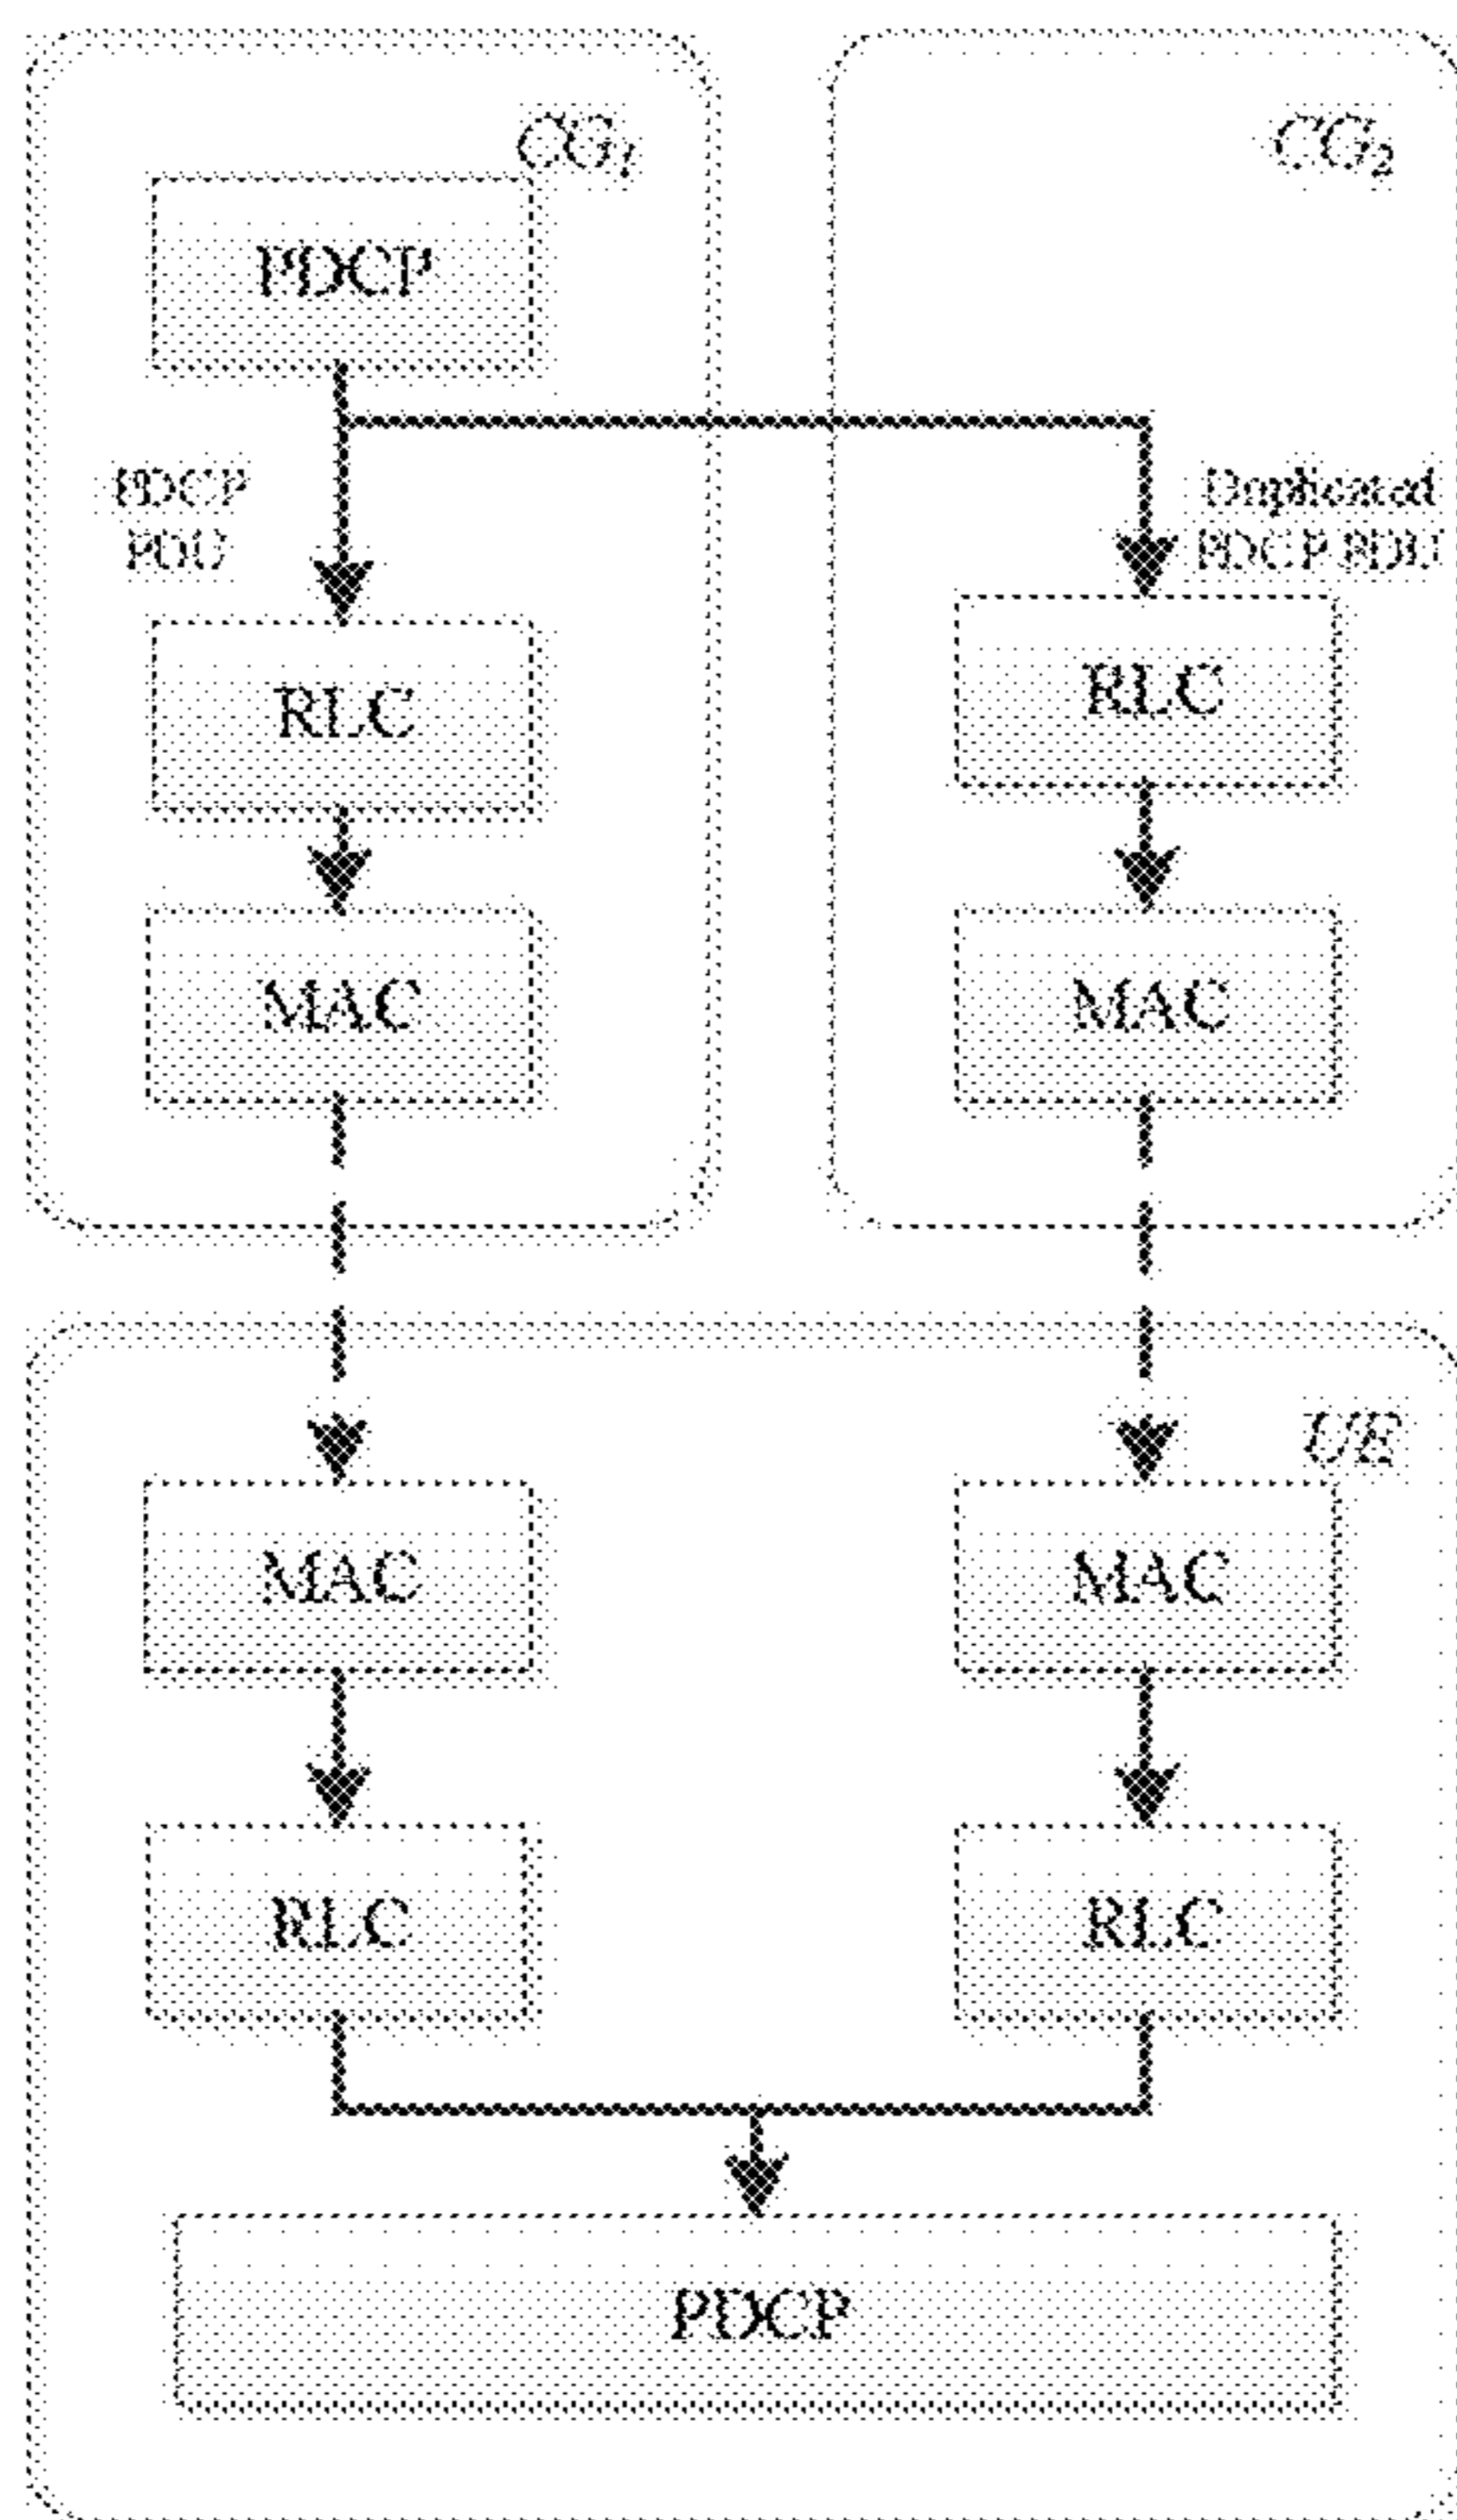 CG1
CG2
PDCP
PDCP
PDU
Duplicated
PDCP PDU
RLC
RLC
MAC
MAC
UE
MAC
MAC
RLC
RLC
PDCP